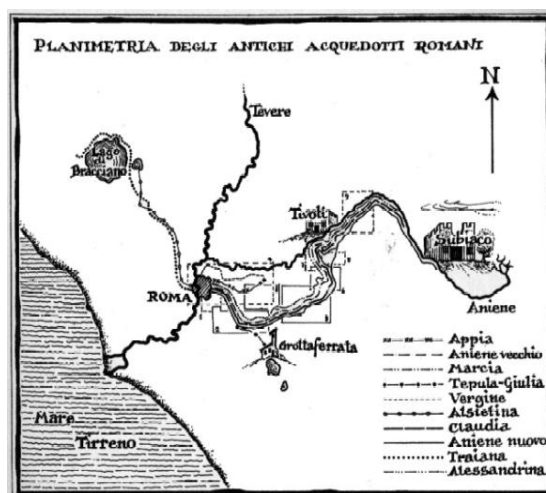 PLANIMETRIA DEGLI ANTICHI ACQUEDOTTI ROMANI
N
Tevere
Lago
di
Bracciano
Tivoli
Subiaco
ROMA
Aniene
Grottaferrata
Appia
Aniene vecchio
Marcia
Tepula-Giulia
Vergine
Alsietina
Claudia
Aniene nuovo
Traiana
Alessandrina
Mare
Tirreno